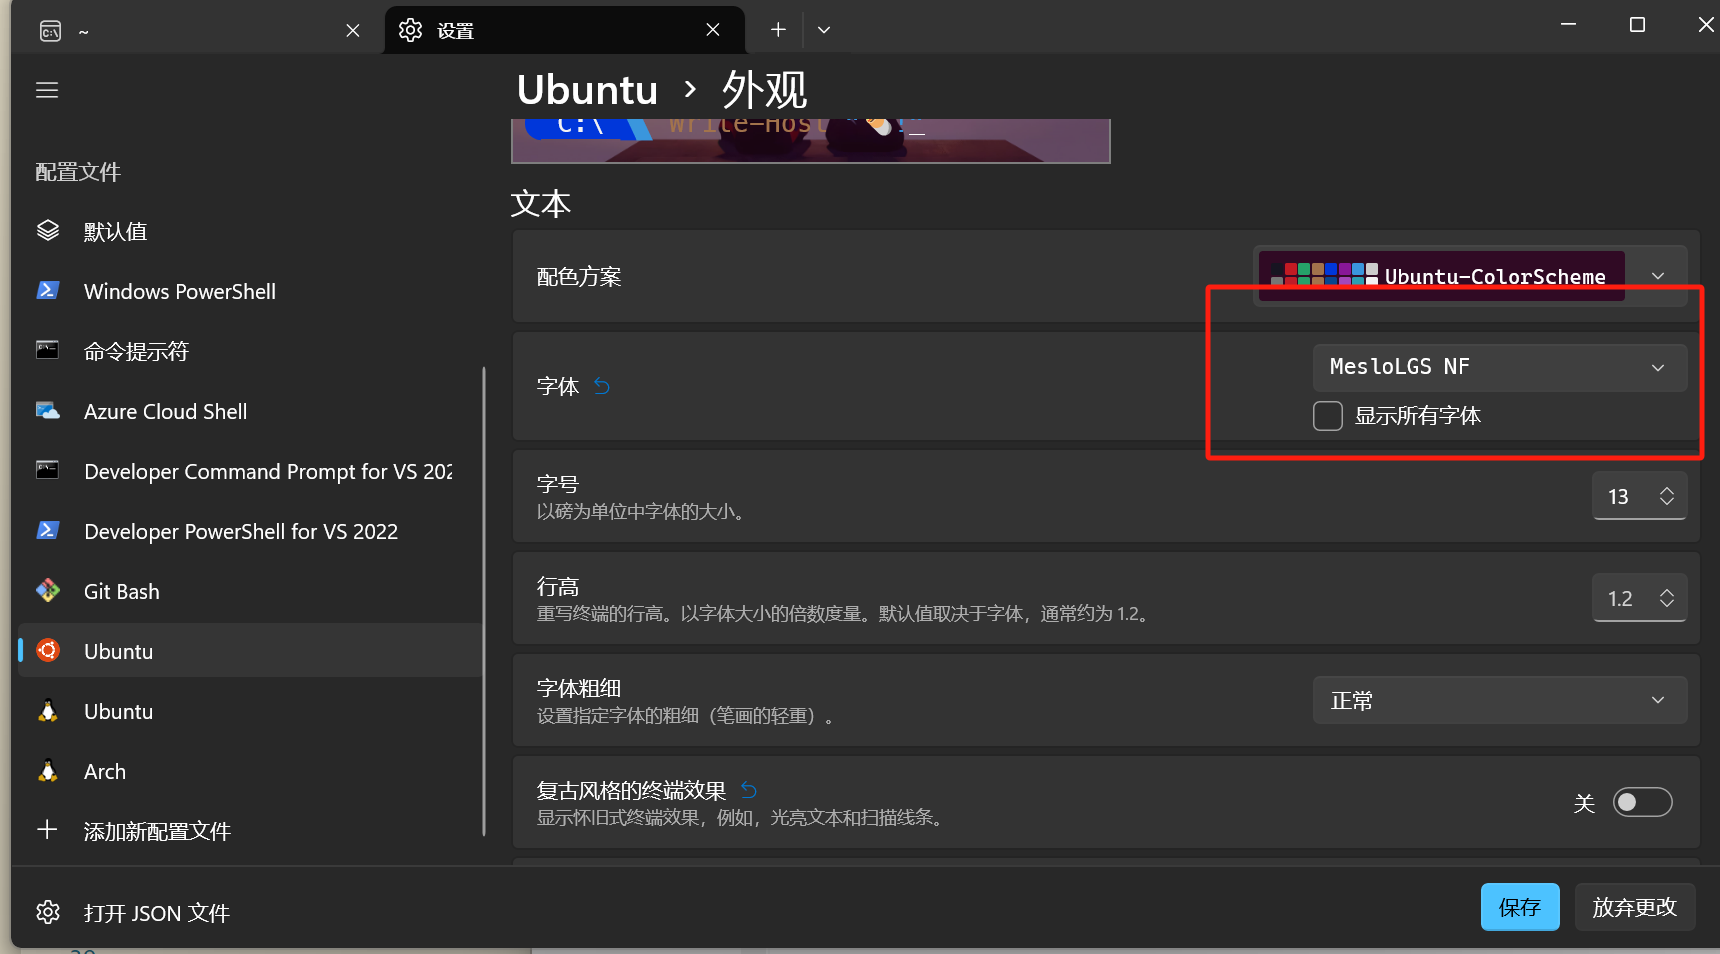 ~
设置
Ubuntu › 外观
C:\ Write-Host
配置文件
默认值
Windows PowerShell
命令提示符
Azure Cloud Shell
Developer Command Prompt for VS 202
Developer PowerShell for VS 2022
Git Bash
Ubuntu
Ubuntu
Arch
添加新配置文件
打开 JSON 文件
文本
配色方案
Ubuntu-ColorScheme
字体
MesloLGS NF
显示所有字体
字号
以磅为单位中字体的大小。
13
行高
重写终端的行高。以字体大小的倍数度量。默认值取决于字体，通常约为 1.2。
1.2
字体粗细
设置指定字体的粗细（笔画的轻重）。
正常
复古风格的终端效果
显示怀旧式终端效果，例如，光亮文本和扫描线条。
关
保存
放弃更改